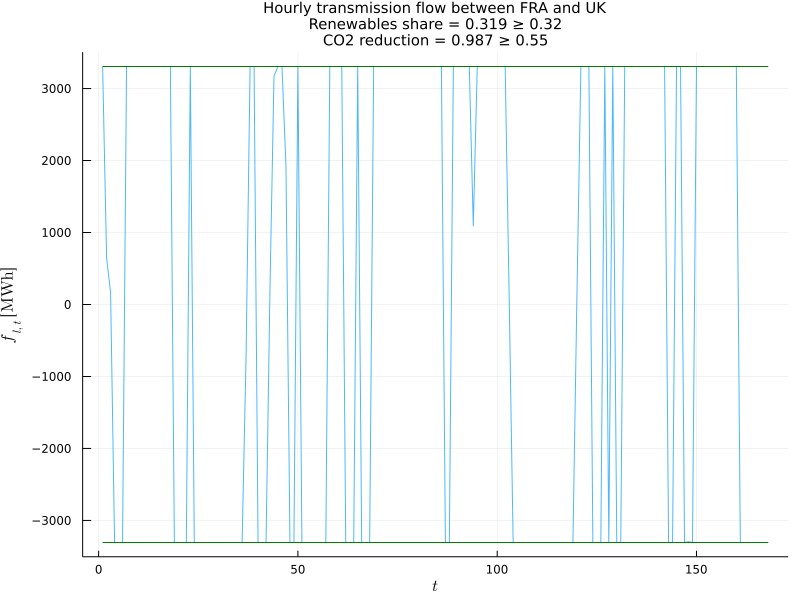 Hourly transmission flow between FRA and UK
Renewables share = 0.319 ≥ 0.32
CO2 reduction = 0.987 ≥ 0.55
f l,t [MWh]
3000
2000
1000
0
−1000
−2000
−3000
0 50 100 150
t